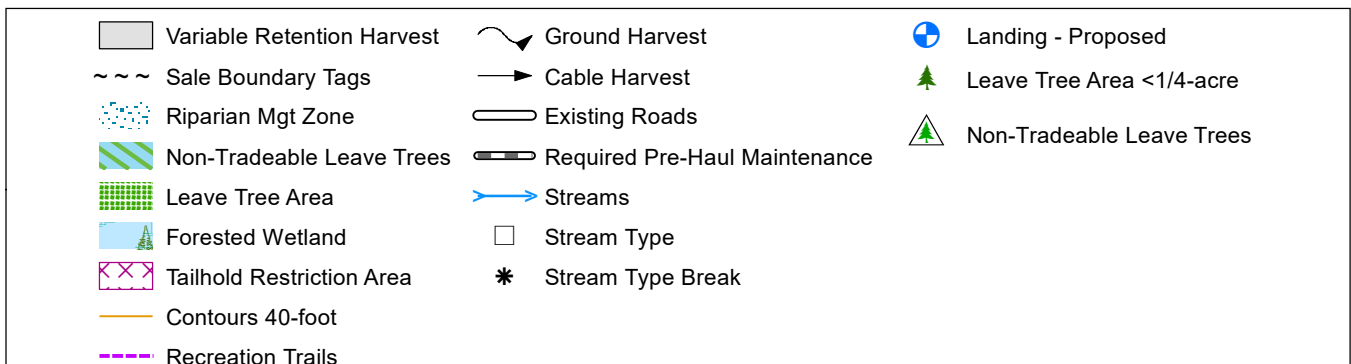 Variable Retention Harvest
Sale Boundary Tags
Riparian Mgt Zone
Non-Tradeable Leave Trees
Leave Tree Area
Forested Wetland
Tailhold Restriction Area
Contours 40-foot
Recreation Trails
Ground Harvest
Cable Harvest
Existing Roads
Required Pre-Haul Maintenance
Streams
Stream Type
Stream Type Break
Landing - Proposed
Leave Tree Area <1/4-acre
Non-Tradeable Leave Trees